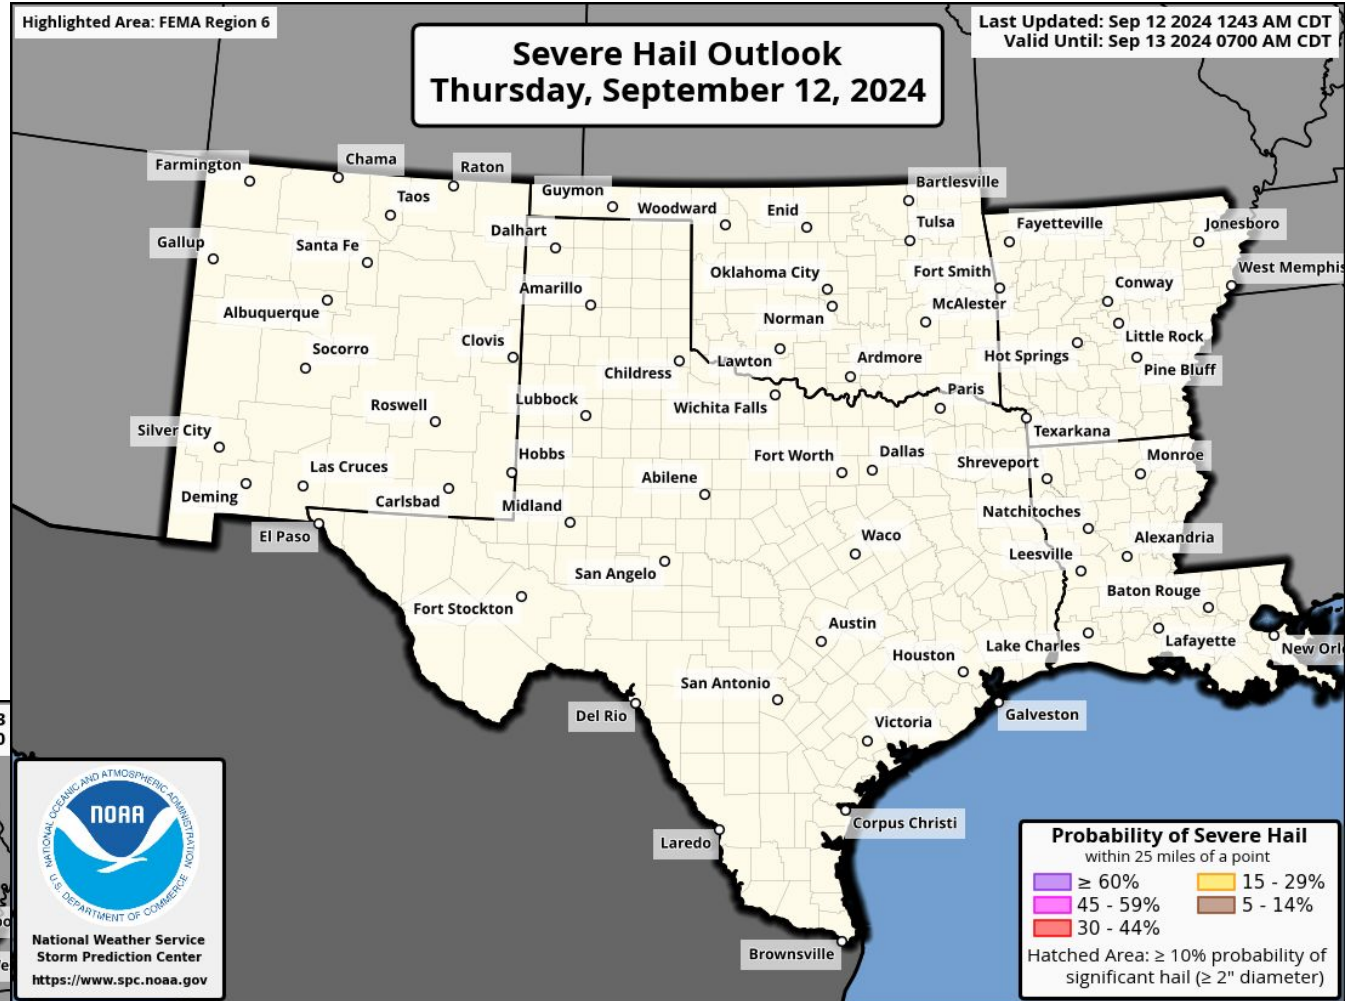 Highlighted Area: FEMA Region 6
Last Updated: Sep 12 2024 1243 AM CDT
Valid Until: Sep 13 2024 0700 AM CDT
Severe Hail Outlook
Thursday, September 12, 2024
Farmington
Chama
Raton
Taos
Guymon
Woodward
Enid
Bartlesville
Tulsa
Fayetteville
Jonesboro
Gallup
Santa Fe
Dalhart
West Memphis
Albuquerque
Amarillo
Oklahoma City
Fort Smith
Conway
Norman
McAlester
Little Rock
Socorro
Clovis
Childress
Lawton
Ardmore
Hot Springs
Pine Bluff
Roswell
Lubbock
Wichita Falls
Paris
Texarkana
Silver City
Las Cruces
Hobbs
Abilene
Fort Worth
Dallas
Shreveport
Monroe
Deming
Carlsbad
Midland
Natchitoches
El Paso
San Angelo
Waco
Leesville
Alexandria
Fort Stockton
Baton Rouge
Austin
Houston
Lake Charles
Lafayette
New Orl
San Antonio
Del Rio
Victoria
Galveston
Laredo
Corpus Christi
Brownsville
NATIONAL OCEANIC AND ATMOSPHERIC ADMINISTRATION
NOAA
U.S. DEPARTMENT OF COMMERCE
National Weather Service
Storm Prediction Center
https://www.spc.noaa.gov
Probability of Severe Hail
within 25 miles of a point
≥ 60%
15 - 29%
45 - 59%
5 - 14%
30 - 44%
Hatched Area: ≥ 10% probability of
significant hail (≥ 2" diameter)